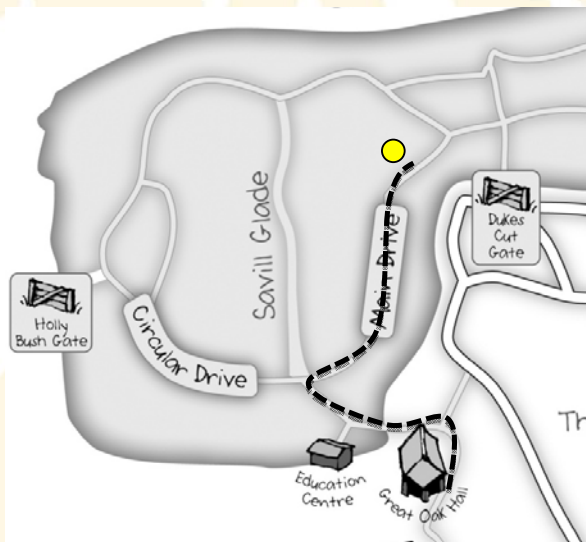 Savill Glade
Main Drive
Dukes
Cut
Gate
Holly
Bush Gate
Circular Drive
Education
Centre
Great Oak Hall
Th